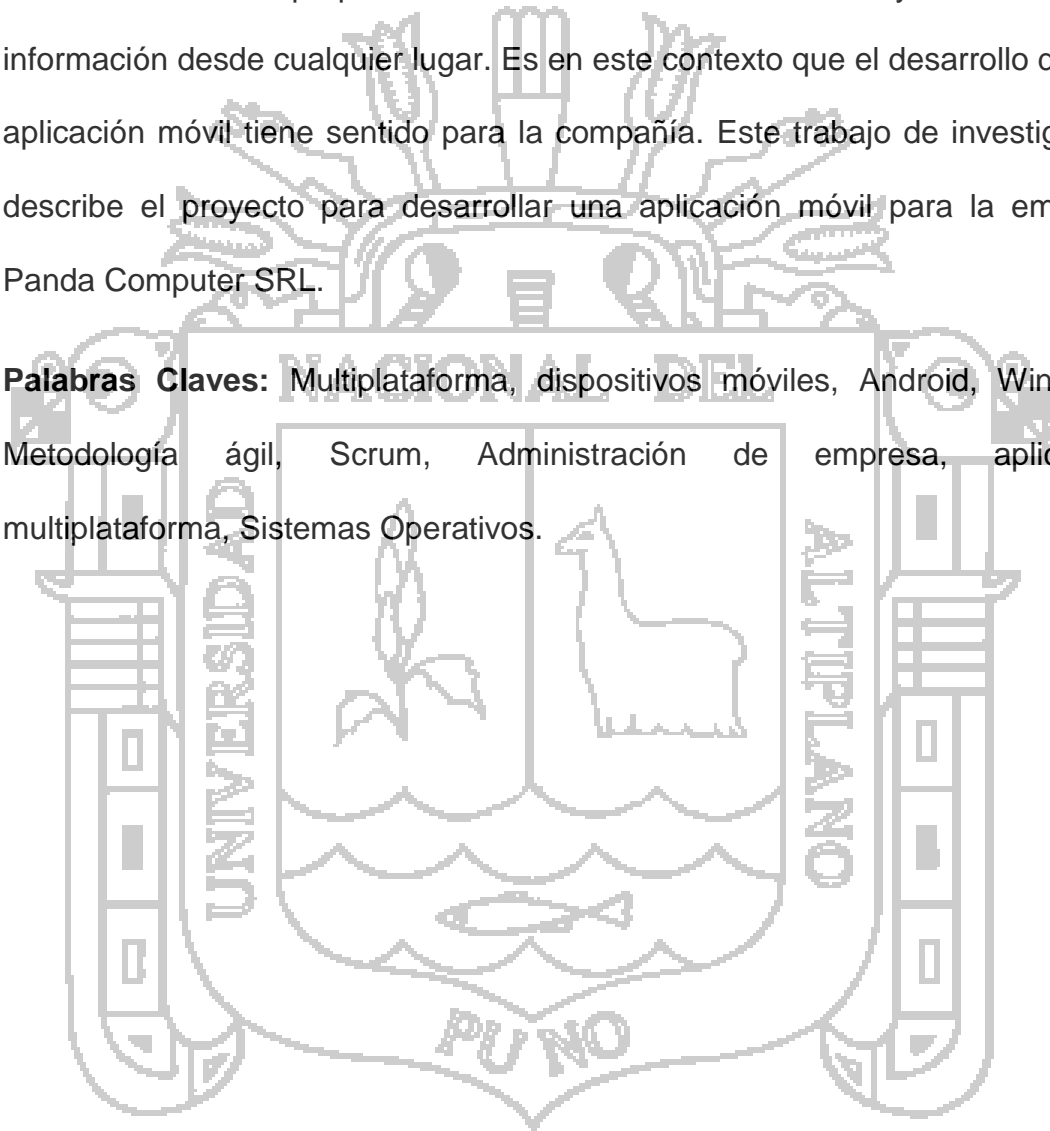 información desde cualquier lugar. Es en este contexto que el desarrollo
aplicación móvil tiene sentido para la compañía. Este trabajo de
describe el proyecto para desarrollar una aplicación móvil para la
Panda Computer SRL.
Palabras Claves: Multiplataforma, dispositivos móviles, Android,
Metodología ágil, Scrum, Administración de empresa,
multiplataforma, Sistemas Operativos.
NACIONAL DEL
UNIVERSIDAD
ALTIPLANO
PUNO